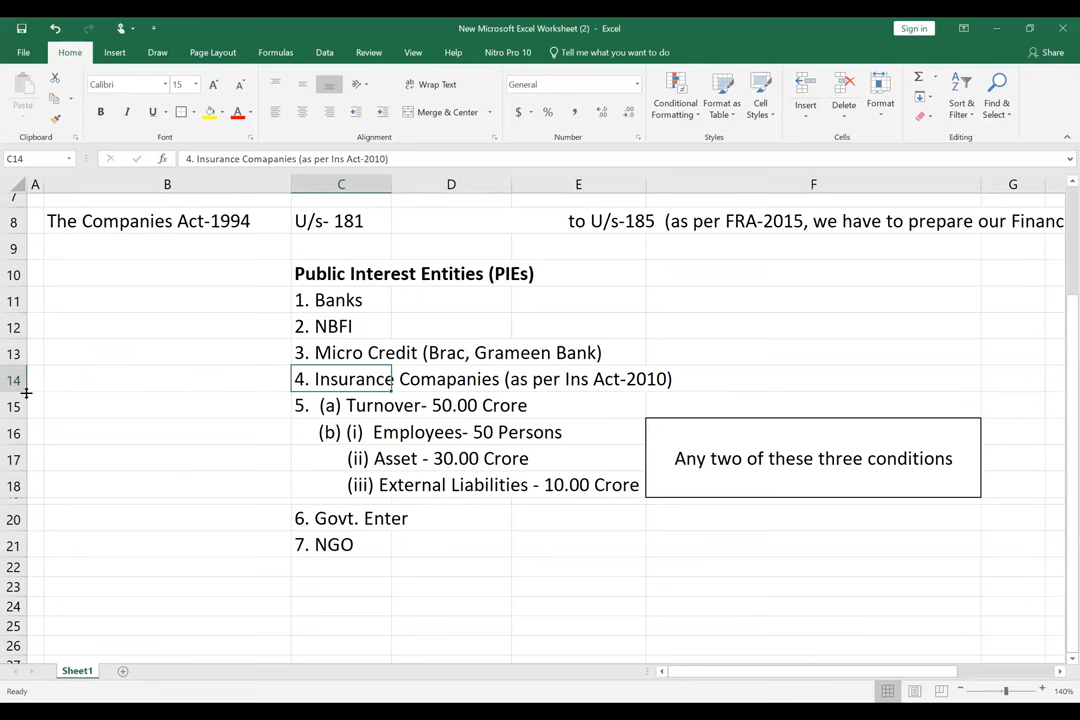 New Microsoft Excel Worksheet (2) - Excel
Sign in
File Home Insert Draw Page Layout Formulas Data Review View Help Nitro Pro 10 Tell me what you want to do Share
Paste
Clipboard
Calibri 15 A A
B I U A
Font
Wrap Text
Merge & Center
Alignment
General
$ % ,
Number
Conditional Formatting
Format as Table
Cell Styles
Styles
Insert Delete Format
Cells
Sort & Filter
Find & Select
Editing
C14 fx 4. Insurance Comapanies (as per Ins Act-2010)
A B C D E F G
7
8 The Companies Act-1994 U/s- 181 to U/s-185 (as per FRA-2015, we have to prepare our Financ
9
10 Public Interest Entities (PIEs)
11 1. Banks
12 2. NBFI
13 3. Micro Credit (Brac, Grameen Bank)
14 4. Insurance Comapanies (as per Ins Act-2010)
15 5. (a) Turnover- 50.00 Crore
16 (b) (i) Employees- 50 Persons
17 (ii) Asset - 30.00 Crore Any two of these three conditions
18 (iii) External Liabilities - 10.00 Crore
20 6. Govt. Enter
21 7. NGO
22
23
24
25
26
27
Sheet1
Ready 140%